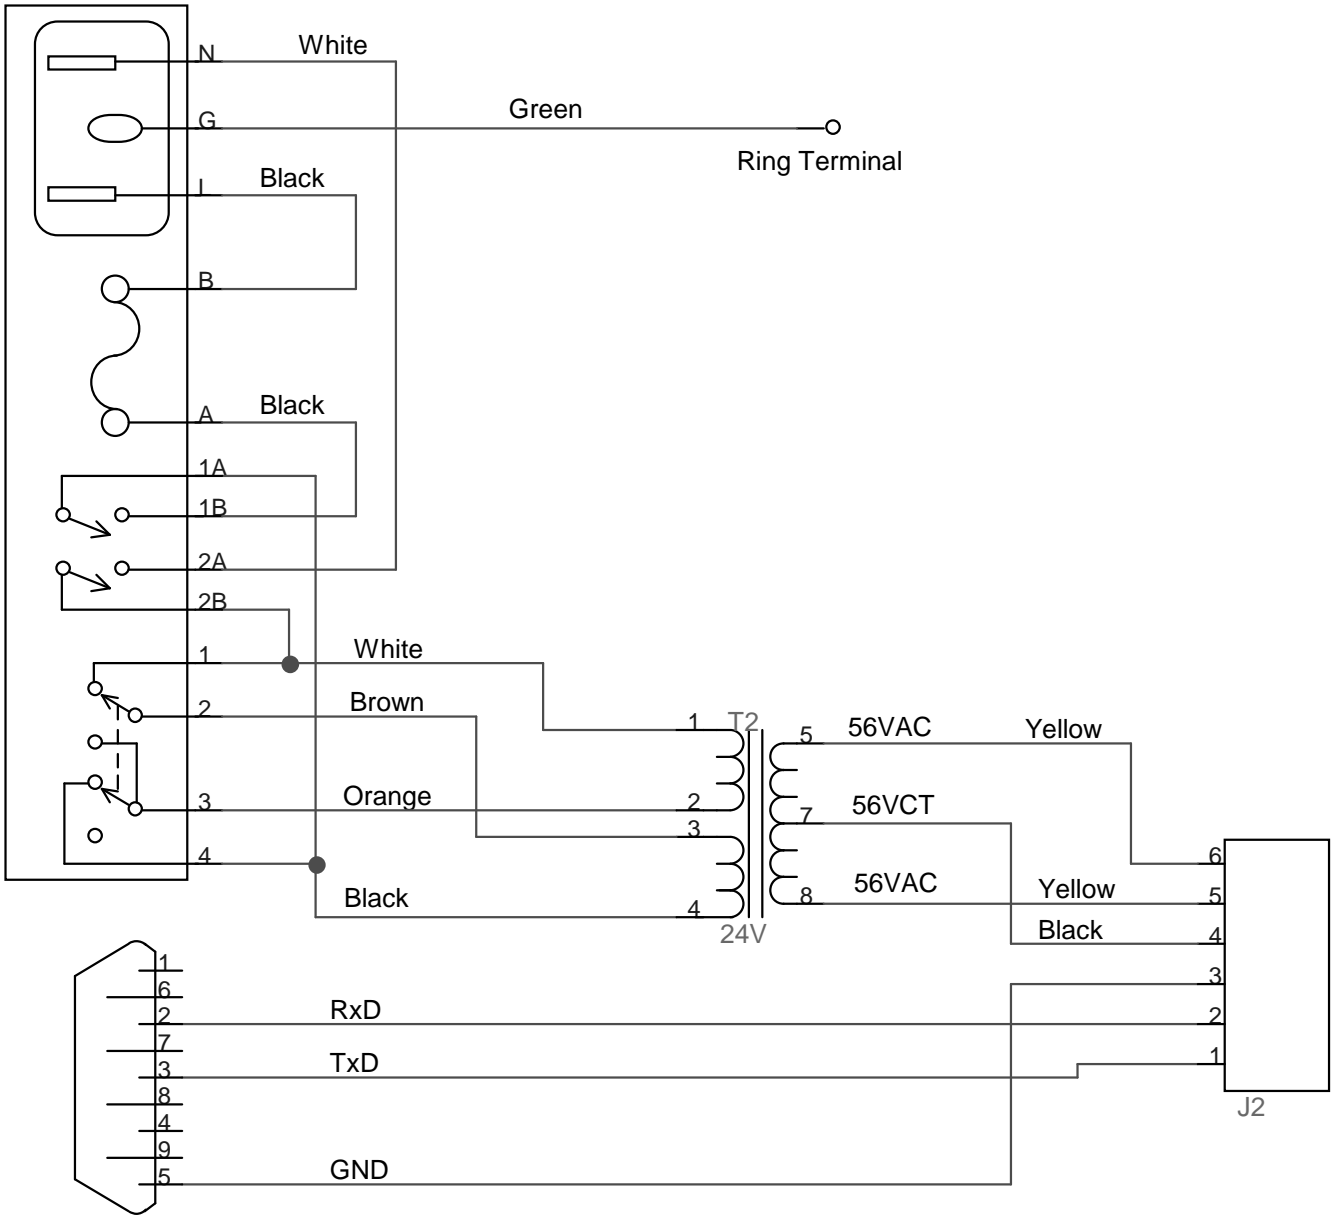 N White
G Green
Ring Terminal
L Black
B
A Black
1A
1B
2A
2B
1 White
2 Brown
1 T2 5 56VAC Yellow
3 Orange 2
7 56VCT
3
4
6
Black 4
8 56VAC Yellow 5
24V
Black 4
3
1
6
2 RxD 2
7
3 TxD 1
8
J2
4
9
5 GND